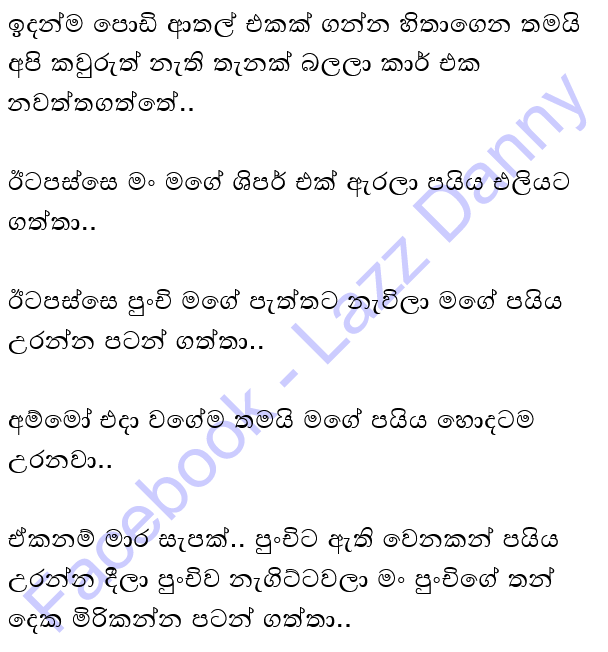 ඉදන්ම පොඩි ආතල් එකක් ගන්න හිතාගෙන තමයි
අපි කවුරුත් නැති තැනක් බලලා කාර් එක
නවත්තගත්තේ..
ඊටපස්සෙ මං මගේ ශිපර් එක් ඇරලා පයිය එලියට
ගත්තා..
ඊටපස්සෙ පුංචි මගේ පැත්තට නැවිලා මගේ පයිය
උරන්න පටන් ගත්තා..
අම්මෝ එදා වගේම තමයි මගේ පයිය හොදටම
උරනවා..
ඒකනම් මාර සැපක්.. පුංචිට ඇති වෙනකන් පයිය
උරන්න දීලා පුංචිව නැගිට්ටවලා මං පුංචිගේ තන්
දෙක මිරිකන්න පටන් ගත්තා..
Facebook - Lazz Danny